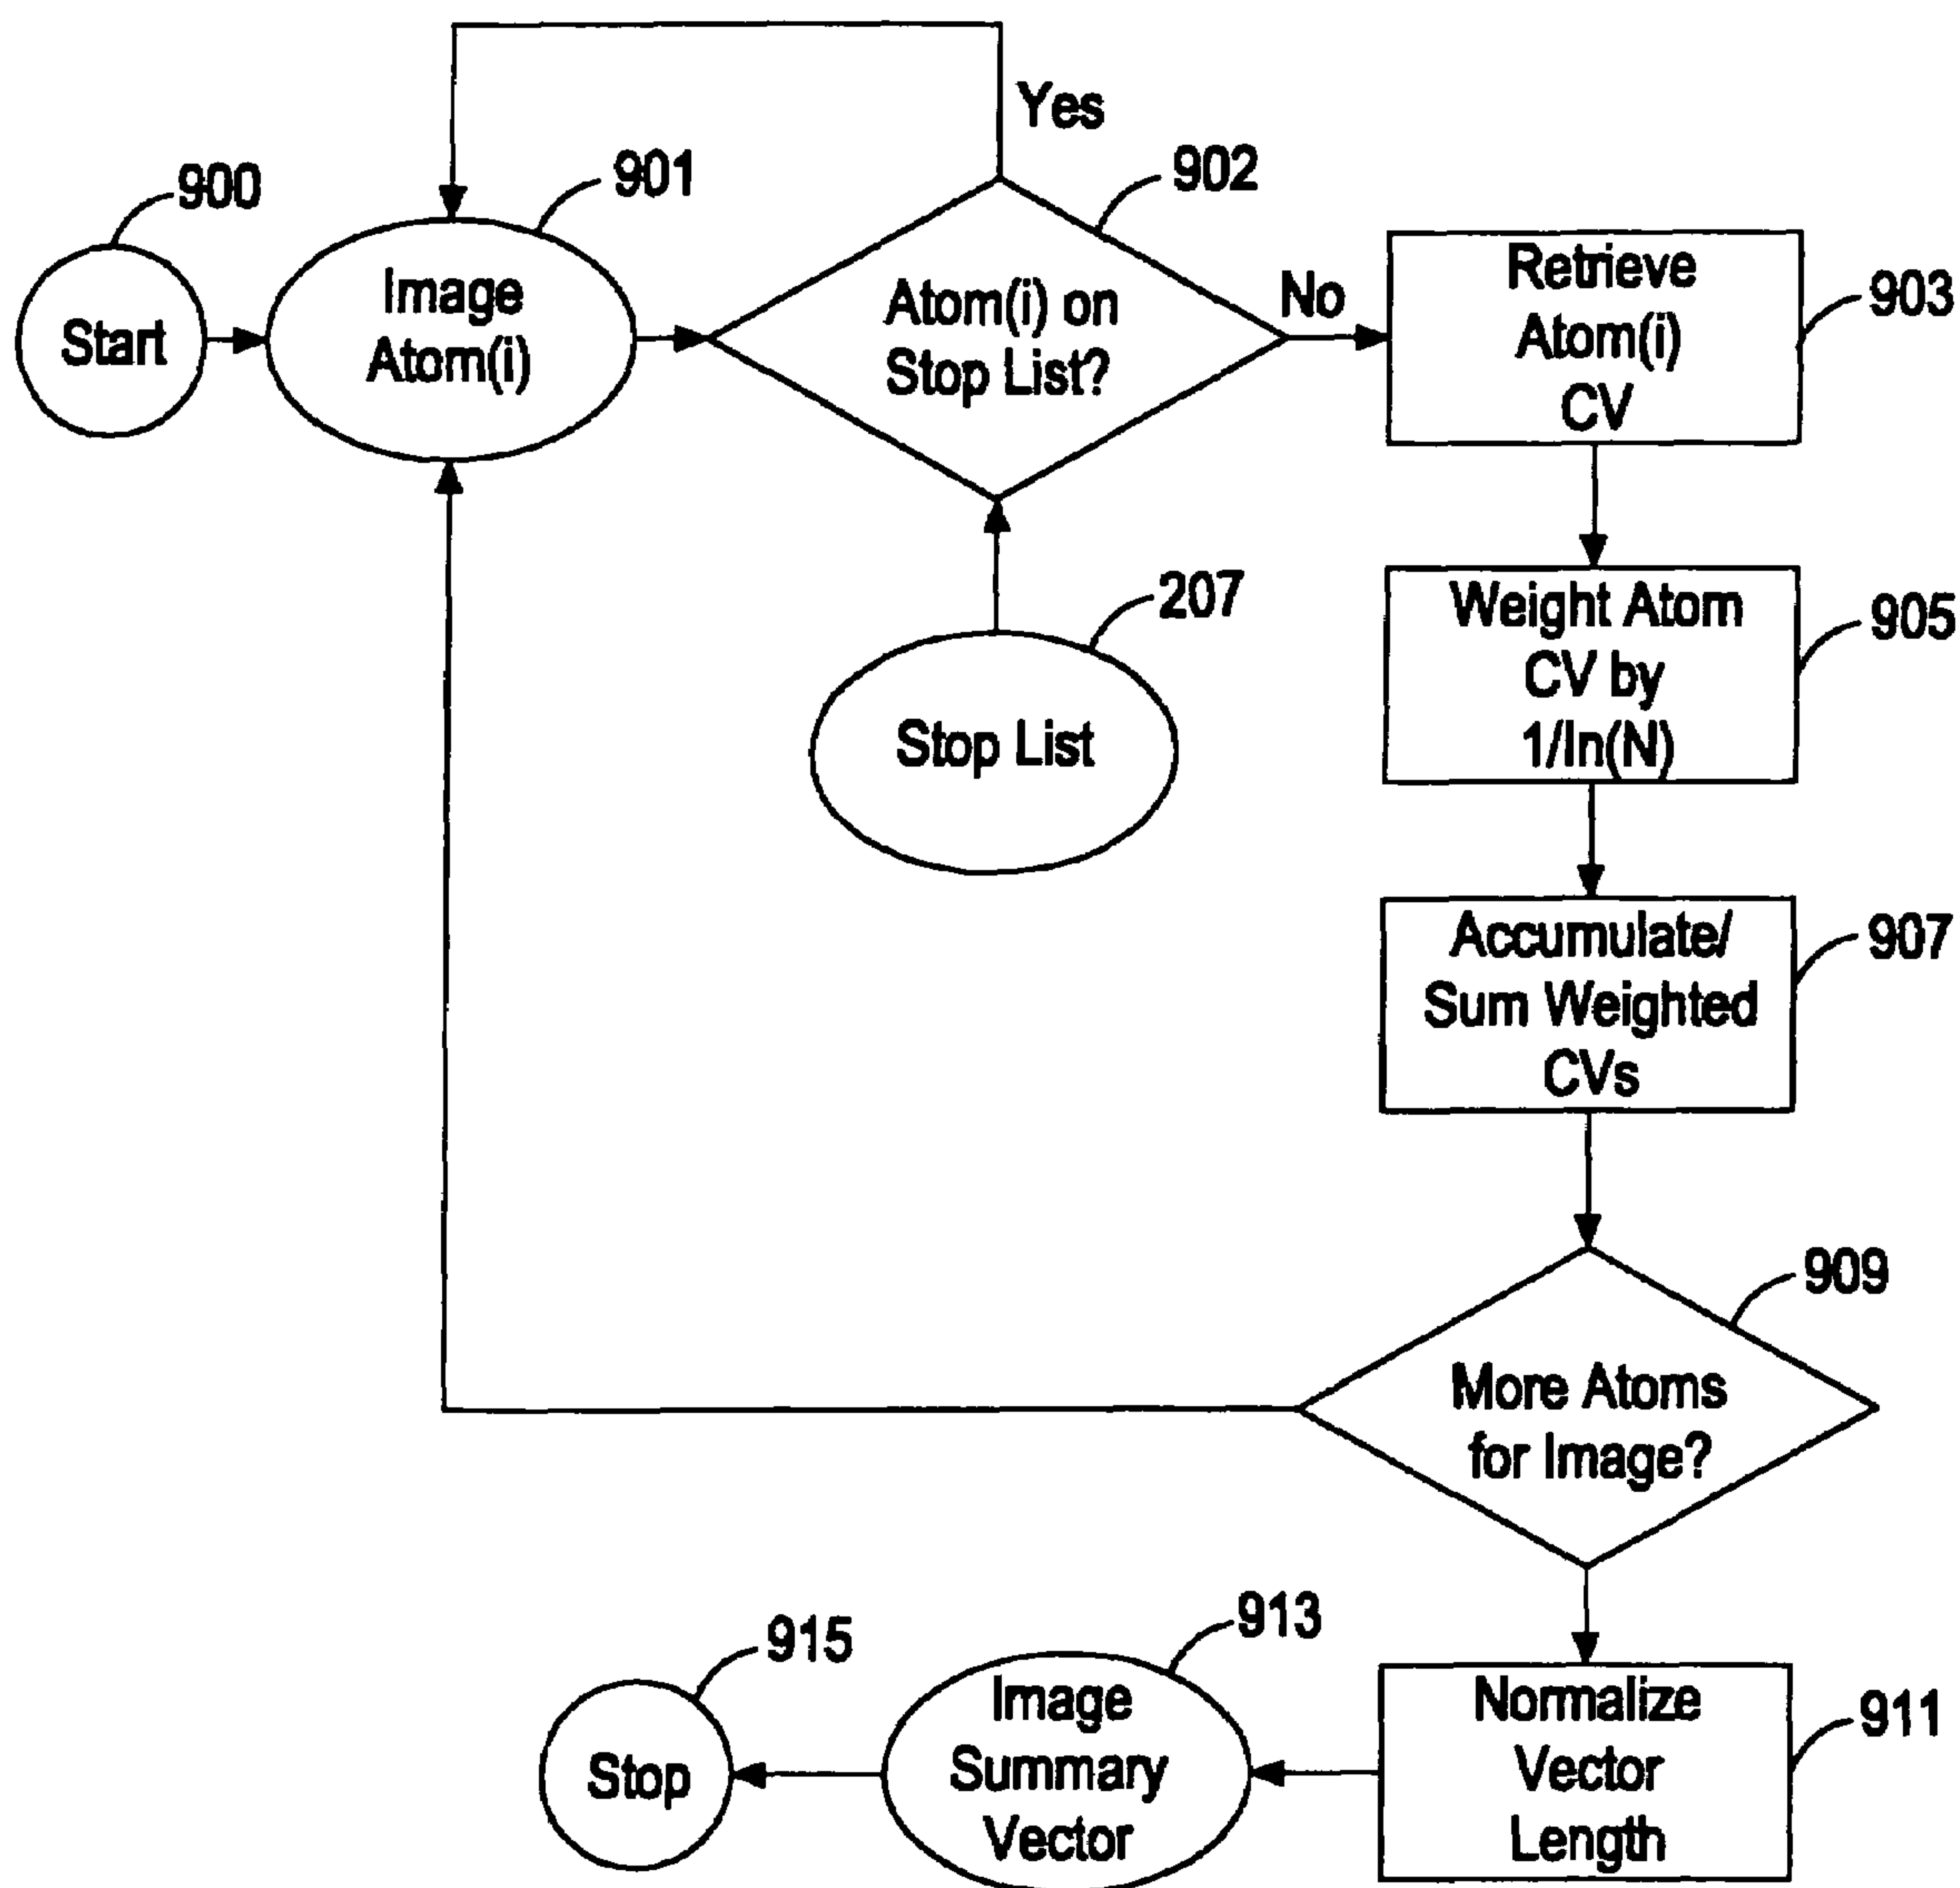 Yes
900
901
902
Start
Image
Atom(i)
Atom(i) on
Stop List?
No
Retrieve
Atom(i)
CV
903
207
Stop List
Weight Atom
CV by
1/ln(N)
905
Accumulate/
Sum Weighted
CVs
907
909
More Atoms
for Image?
915
Stop
913
Image
Summary
Vector
Normalize
Vector
Length
911